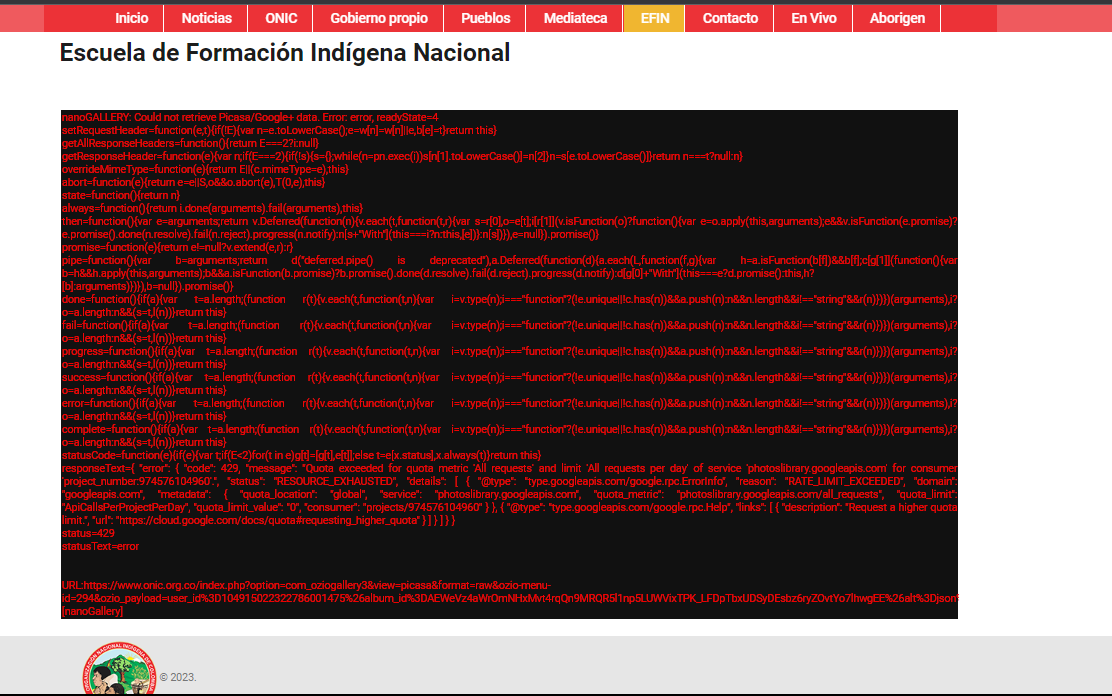 Inicio Noticias ONIC Gobierno propio Pueblos Mediateca EFIN Contacto En Vivo Aborigen
Escuela de Formación Indígena Nacional
nanoGALLERY: Could not retrieve Picasa/Google+ data. Error: error, readyState=4
setRequestHeader=function(e,t){if(!E){var n=e.toLowerCase();e=w[n]=w[n]||e,b[e]=t}return this}
getAllResponseHeaders=function(){return E===2?i:null}
getResponseHeader=function(e){var n;if(E===2){if(!s){s={};while(n=pn.exec(i))s[n[1].toLowerCase()]=n[2]}n=s[e.toLowerCase()]}return n===t?null:n}
overrideMimeType=function(e){return E||(c.mimeType=e),this}
abort=function(e){return e=e||S,o&&o.abort(e),T(0,e),this}
state=function(){return n}
always=function(){return i.done(arguments).fail(arguments),this}
then=function(){var e=arguments;return v.Deferred(function(n){v.each(t,function(t,r){var s=r[0],o=e[t];i[r[1]](v.isFunction(o)?function(){var e=o.apply(this,arguments);e&&v.isFunction(e.promise)?
e.promise().done(n.resolve).fail(n.reject).progress(n.notify):n[s+"With"](this===i?n:this,[e])}:n[s])}),e=null}).promise()}
promise=function(e){return e!=null?v.extend(e,r):r}
pipe=function(){var b=arguments;return d("deferred.pipe() is deprecated"),a.Deferred(function(d){a.each(L,function(f,g){var h=a.isFunction(b[f])&&b[f];c[g[1]](function(){var
b=h&&h.apply(this,arguments);b&&a.isFunction(b.promise)?b.promise().done(d.resolve).fail(d.reject).progress(d.notify):d[g[0]+"With"](this===e?d.promise():this,h?
[b]:arguments)})}),b=null}).promise()}
done=function(){if(a){var t=a.length;(function r(t){v.each(t,function(t,n){var i=v.type(n);i==="function"?(!e.unique||!c.has(n))&&a.push(n):n&&n.length&&i!=="string"&&r(n)})})(arguments),i?
o=a.length:n&&(s=t,l(n))}return this}
fail=function(){if(a){var t=a.length;(function r(t){v.each(t,function(t,n){var i=v.type(n);i==="function"?(!e.unique||!c.has(n))&&a.push(n):n&&n.length&&i!=="string"&&r(n)})})(arguments),i?
o=a.length:n&&(s=t,l(n))}return this}
progress=function(){if(a){var t=a.length;(function r(t){v.each(t,function(t,n){var i=v.type(n);i==="function"?(!e.unique||!c.has(n))&&a.push(n):n&&n.length&&i!=="string"&&r(n)})})(arguments),i?
o=a.length:n&&(s=t,l(n))}return this}
success=function(){if(a){var t=a.length;(function r(t){v.each(t,function(t,n){var i=v.type(n);i==="function"?(!e.unique||!c.has(n))&&a.push(n):n&&n.length&&i!=="string"&&r(n)})})(arguments),i?
o=a.length:n&&(s=t,l(n))}return this}
error=function(){if(a){var t=a.length;(function r(t){v.each(t,function(t,n){var i=v.type(n);i==="function"?(!e.unique||!c.has(n))&&a.push(n):n&&n.length&&i!=="string"&&r(n)})})(arguments),i?
o=a.length:n&&(s=t,l(n))}return this}
complete=function(){if(a){var t=a.length;(function r(t){v.each(t,function(t,n){var i=v.type(n);i==="function"?(!e.unique||!c.has(n))&&a.push(n):n&&n.length&&i!=="string"&&r(n)})})(arguments),i?
o=a.length:n&&(s=t,l(n))}return this}
statusCode=function(e){if(e){var t;if(E<2)for(t in e)g[t]=[g[t],e[t]];else t=e[x.status],x.always(t)}return this}
responseText={ "error": { "code": 429, "message": "Quota exceeded for quota metric 'All requests' and limit 'All requests per day' of service 'photoslibrary.googleapis.com' for consumer
'project_number:974576104960'.", "status": "RESOURCE_EXHAUSTED", "details": [ { "@type": "type.googleapis.com/google.rpc.ErrorInfo", "reason": "RATE_LIMIT_EXCEEDED", "domain":
"googleapis.com", "metadata": { "quota_location": "global", "service": "photoslibrary.googleapis.com", "quota_metric": "photoslibrary.googleapis.com/all_requests", "quota_limit":
"ApiCallsPerProjectPerDay", "quota_limit_value": "0", "consumer": "projects/974576104960" } }, { "@type": "type.googleapis.com/google.rpc.Help", "links": [ { "description": "Request a higher quota
limit.", "url": "https://cloud.google.com/docs/quota#requesting_higher_quota" } ] } ] } }
status=429
statusText=error
URL:https://www.onic.org.co/index.php?option=com_oziogallery3&view=picasa&format=raw&ozio-menu-
id=294&ozio_payload=user_id%3D104915022322786001475%26album_id%3DAEWeVz4aWrOmNHxMvt4rqQn9MRQR5l1np5LUWVixTPK_LFDpTbxUDSyDEsbz6ryZOvtYo7lhwgEE%26alt%3Djson
[nanoGallery]
© 2023.